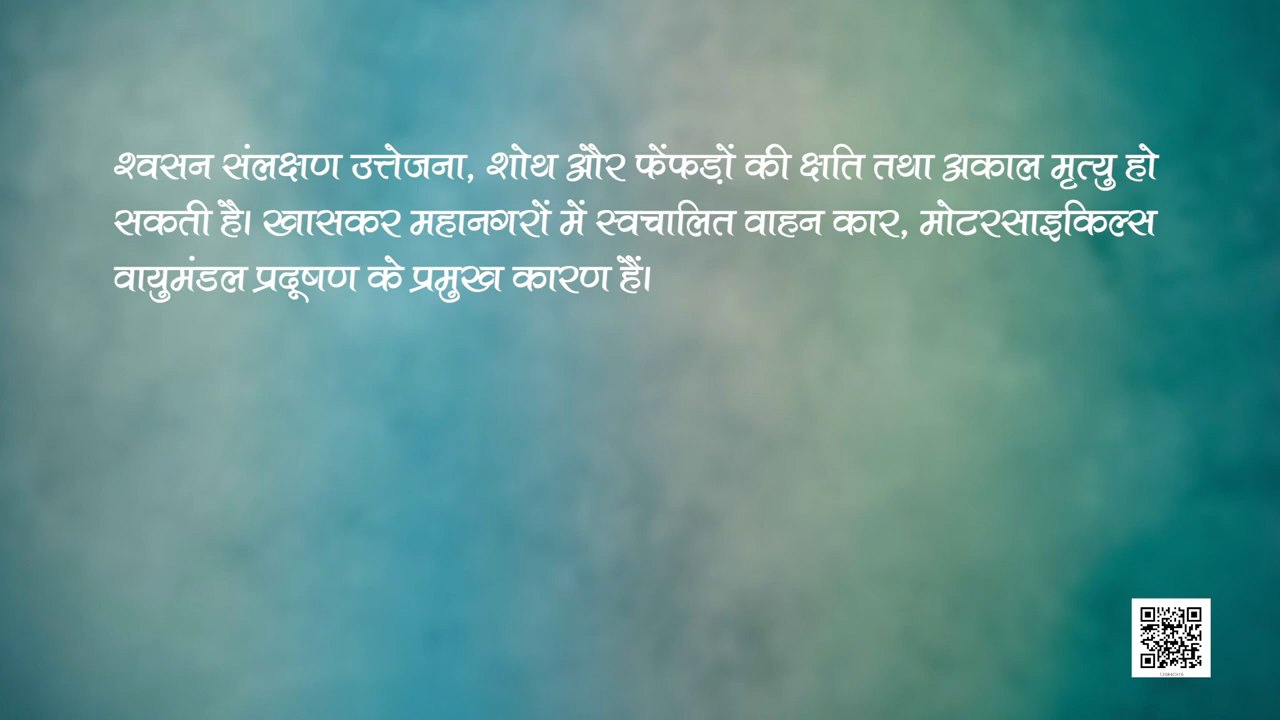 श्वसन संलक्षण उत्तेजना, शोथ और फेंफड़ों की क्षति तथा अकाल मृत्यु हो
सकती है। खासकर महानगरों में स्वचालित वाहन कार, मोटरसाइकिल्स
वायुमंडल प्रदूषण के प्रमुख कारण हैं।